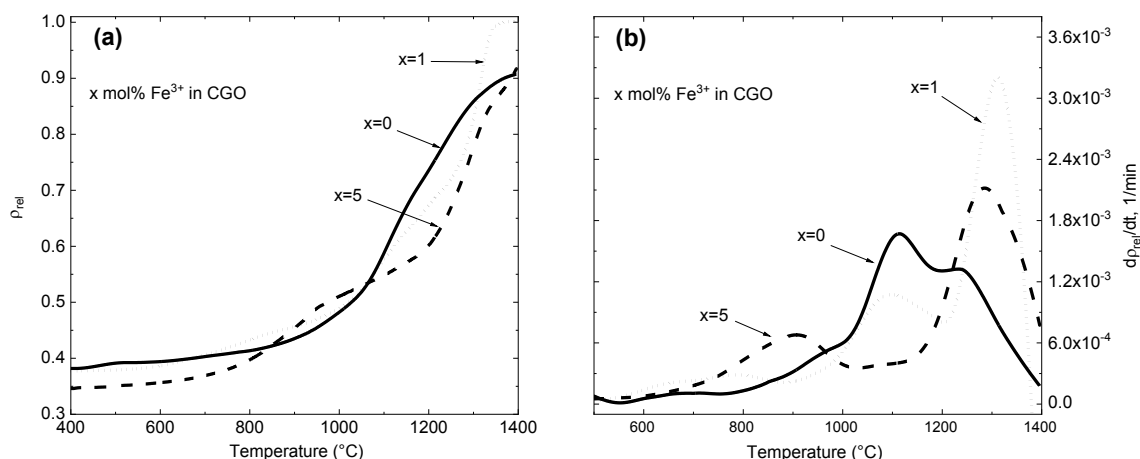 (a)
x mol% Fe³⁺ in CGO
x=1
x=0
x=5
ρrel
1.0
0.9
0.8
0.7
0.6
0.5
0.4
0.3
400
600
800
1000
1200
1400
Temperature (°C)
(b)
x mol% Fe³⁺ in CGO
x=1
x=0
x=5
3.6x10⁻³
3.0x10⁻³
2.4x10⁻³
1.8x10⁻³
1.2x10⁻³
6.0x10⁻⁴
0.0
dρrel/dt, 1/min
600
800
1000
1200
1400
Temperature (°C)